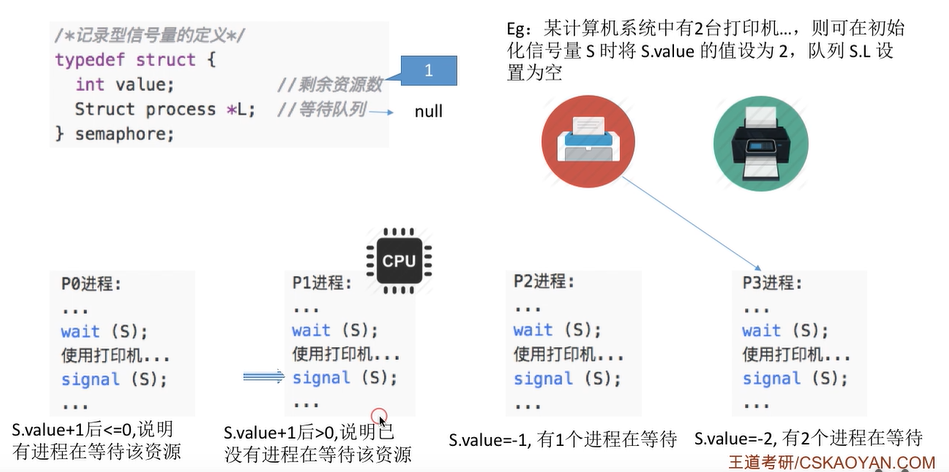 /*记录型信号量的定义*/
typedef struct {
int value; //剩余资源数
Struct process *L; //等待队列
} semaphore;
1
null
Eg：某计算机系统中有2台打印机...，则可在初始
化信号量 S 时将 S.value 的值设为 2，队列 S.L 设
置为空
CPU
P0进程:
...
wait (S);
使用打印机...
signal (S);
...
S.value+1后<=0,说明
有进程在等待该资源
P1进程:
...
wait (S);
使用打印机...
signal (S);
...
S.value+1后>0,说明已
没有进程在等待该资源
P2进程:
...
wait (S);
使用打印机...
signal (S);
...
S.value=-1, 有1个进程在等待
P3进程:
...
wait (S);
使用打印机...
signal (S);
...
S.value=-2, 有2个进程在等待
王道考研/CSKAOYAN.COM